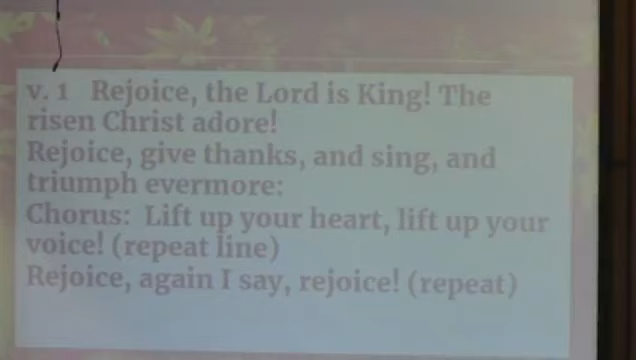 v. 1 Rejoice, the Lord is King! The
risen Christ adore!
Rejoice, give thanks, and sing, and
triumph evermore:
Chorus: Lift up your heart, lift up your
voice! (repeat line)
Rejoice, again I say, rejoice! (repeat)